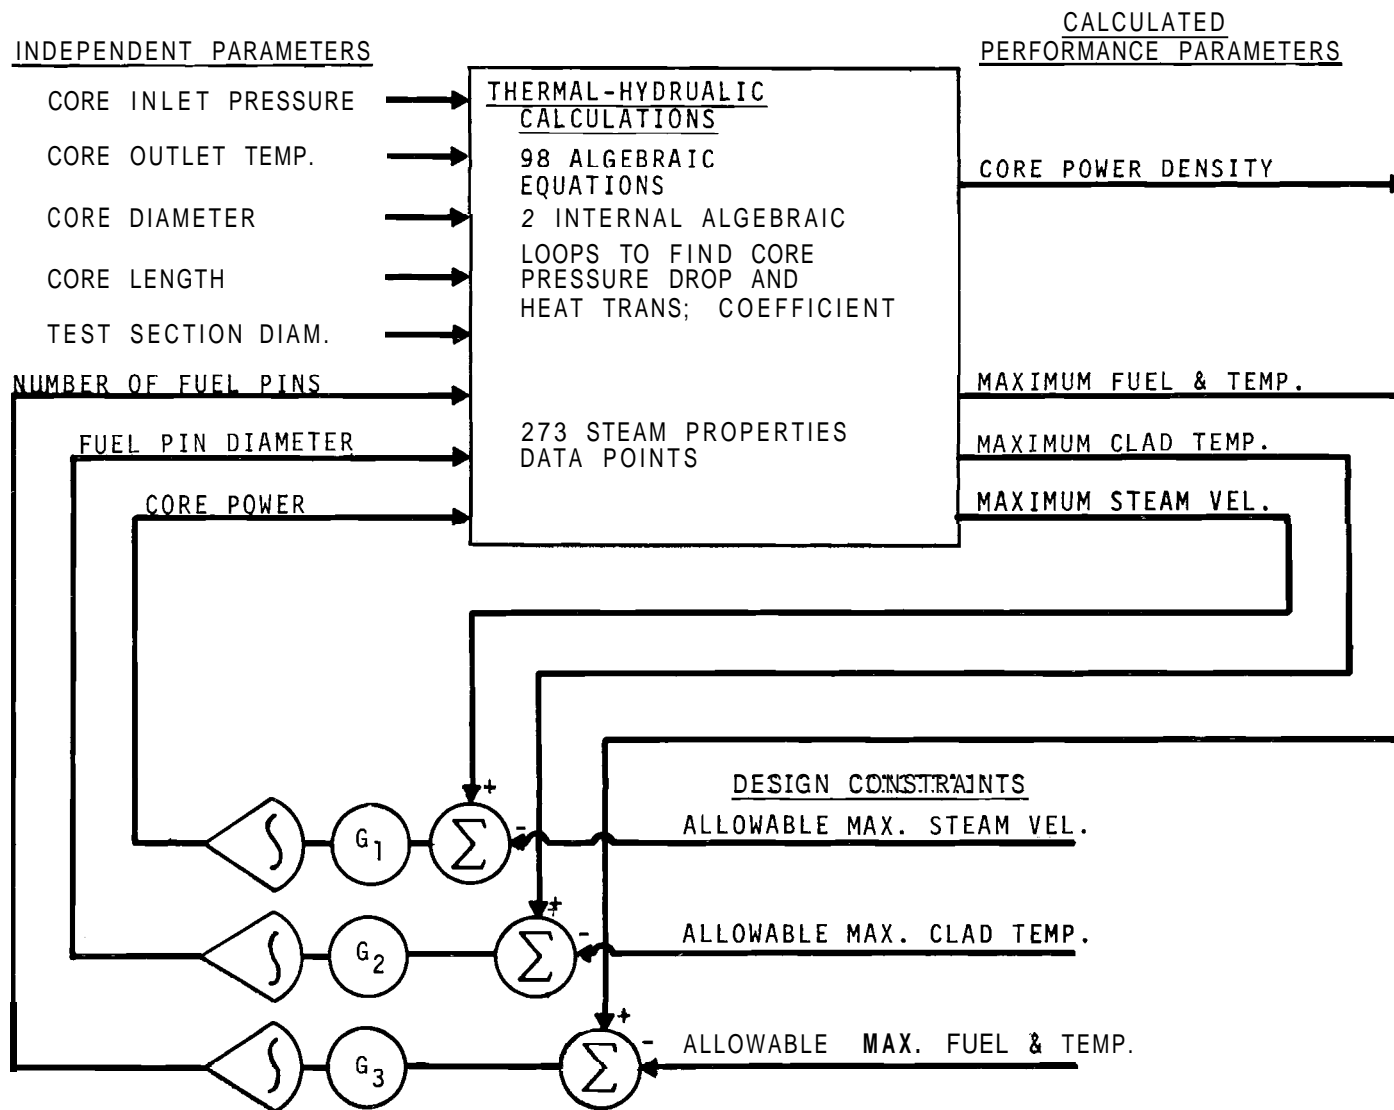 INDEPENDENT PARAMETERS
CORE INLET PRESSURE
CORE OUTLET TEMP.
CORE DIAMETER
CORE LENGTH
TEST SECTION DIAM.
NUMBER OF FUEL PINS
FUEL PIN DIAMETER
CORE POWER
THERMAL-HYDRUALIC
CALCULATIONS
98 ALGEBRAIC
EQUATIONS
2 INTERNAL ALGEBRAIC
LOOPS TO FIND CORE
PRESSURE DROP AND
HEAT TRANS; COEFFICIENT
273 STEAM PROPERTIES
DATA POINTS
CALCULATED
PERFORMANCE PARAMETERS
CORE POWER DENSITY
MAXIMUM FUEL & TEMP.
MAXIMUM CLAD TEMP.
MAXIMUM STEAM VEL.
DESIGN CONSTRAINTS
∫ G1 Σ + -
ALLOWABLE MAX. STEAM VEL.
∫ G2 Σ + -
ALLOWABLE MAX. CLAD TEMP.
∫ G3 Σ + -
ALLOWABLE MAX. FUEL & TEMP.